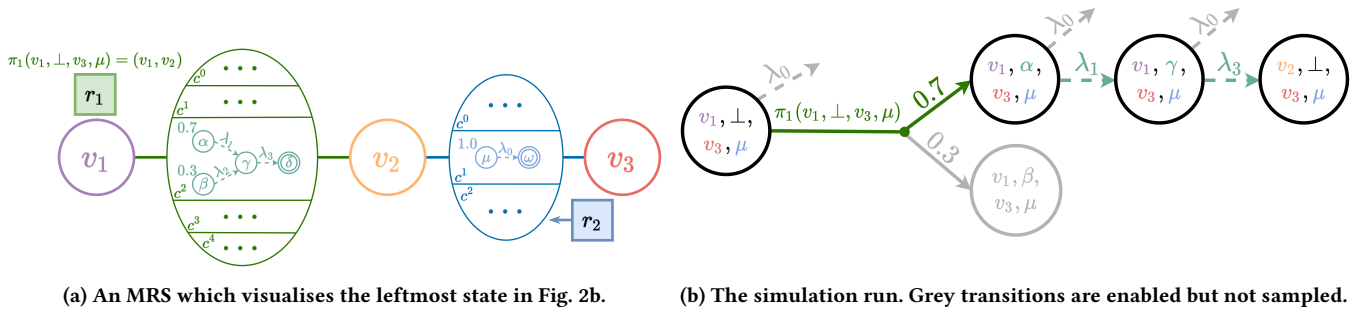 π₁(v₁, ⊥, v₃, μ) = (v₁, v₂)
r₁
v₁
c⁰ • • •
c¹ • • •
0.7 α λ₁
γ λ₃ δ
0.3 β λ₂
c²
c³ • • •
c⁴ • • •
v₂
• • •
c⁰
1.0 μ λ₀ ω
c¹
c²
• • •
v₃
r₂
(a) An MRS which visualises the leftmost state in Fig. 2b.
λ₀
v₁, ⊥,
v₃, μ
π₁(v₁, ⊥, v₃, μ)
0.7
0.3
λ₀
v₁, α,
v₃, μ
λ₁
λ₀
v₁, γ,
v₃, μ
λ₃
v₂, ⊥,
v₃, μ
v₁, β,
v₃, μ
(b) The simulation run. Grey transitions are enabled but not sampled.